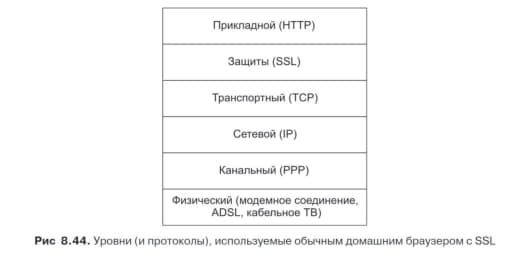 Прикладной (HTTP)
Защиты (SSL)
Транспортный (TCP)
Сетевой (IP)
Канальный (PPP)
Физический (модемное соединение,
ADSL, кабельное ТВ)
Рис 8.44. Уровни (и протоколы), используемые обычным домашним браузером с SSL